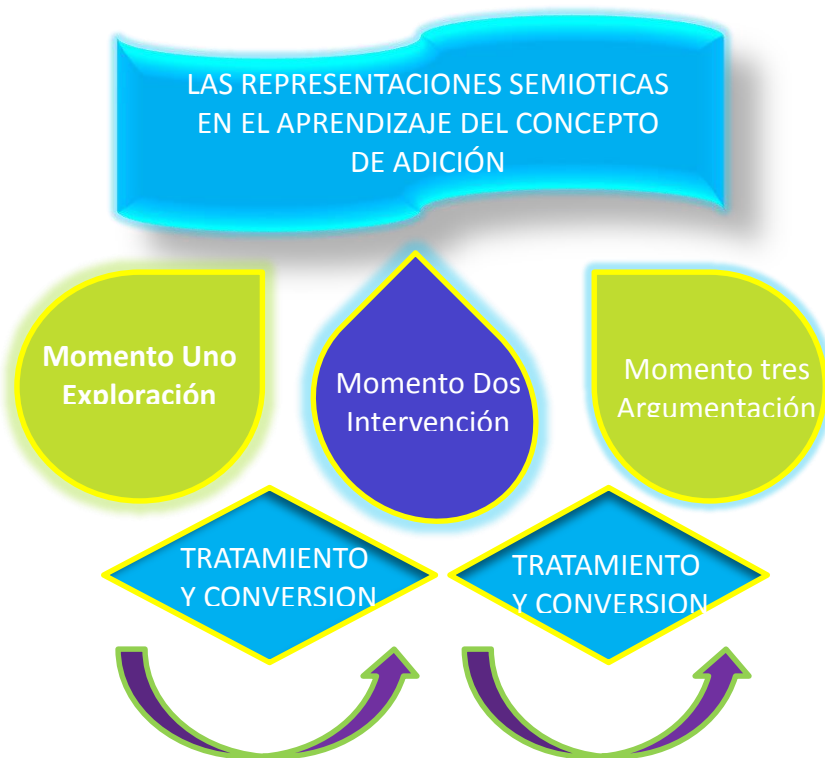 LAS REPRESENTACIONES SEMIOTICAS
EN EL APRENDIZAJE DEL CONCEPTO
DE ADICIÓN
Momento Uno
Exploración
Momento Dos
Intervención
Momento tres
Argumentación
TRATAMIENTO
Y CONVERSION
TRATAMIENTO
Y CONVERSION